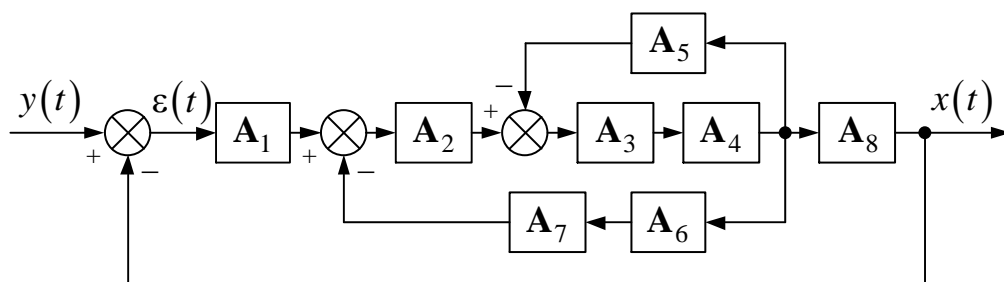 A₅
y(t) ε(t) x(t)
A₁ A₂ A₃ A₄ A₈
+ − + − + −
A₇ A₆